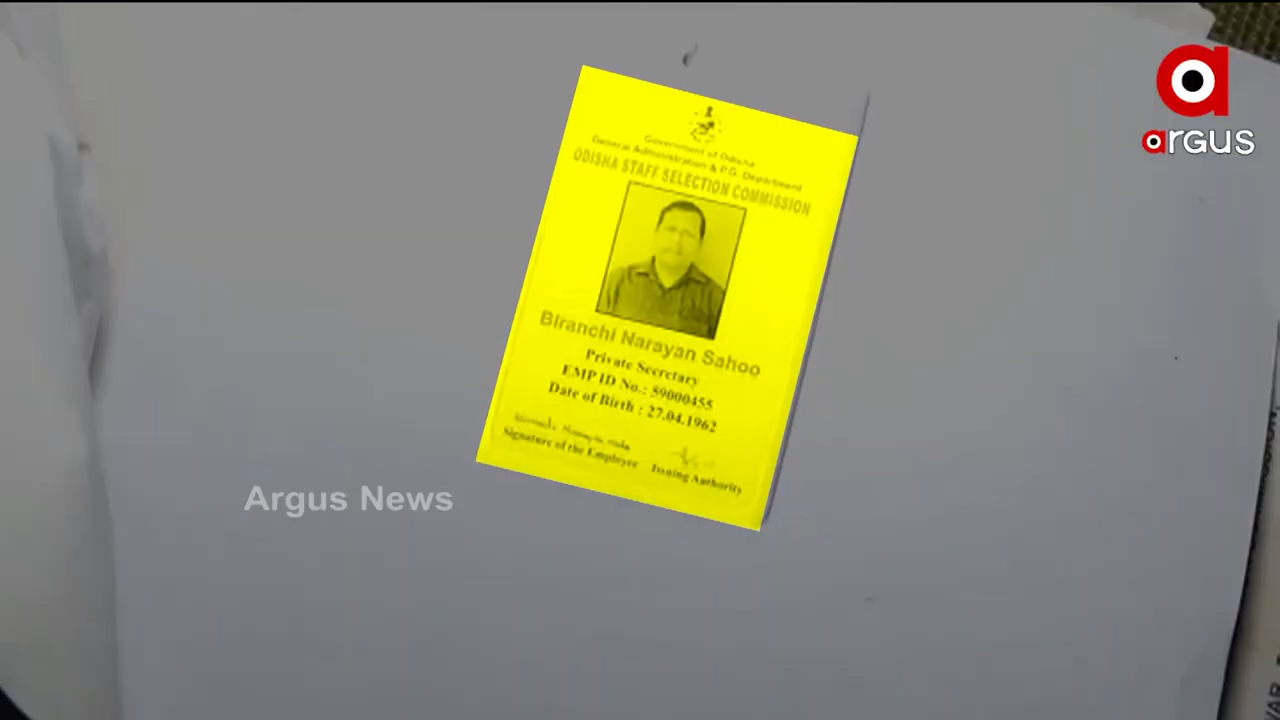 argus
Government of Odisha
General Administration & P.G. Department
ODISHA STAFF SELECTION COMMISSION
Biranchi Narayan Sahoo
Private Secretary
EMP ID No.: 59000455
Date of Birth : 27.04.1962
Signature of the Employee
Issuing Authority
Argus News